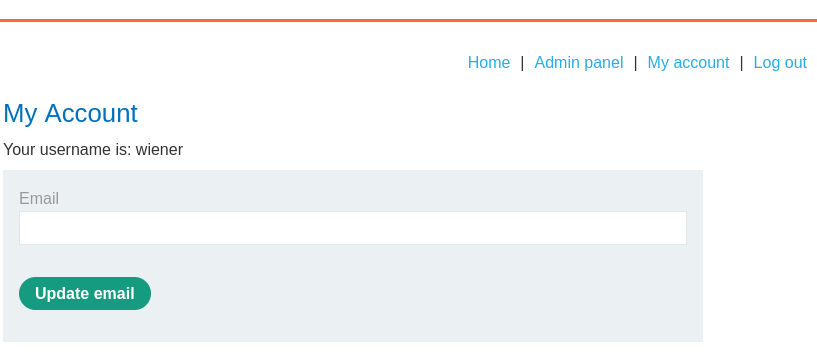 Home | Admin panel | My account | Log out
My Account
Your username is: wiener
Email
Update email